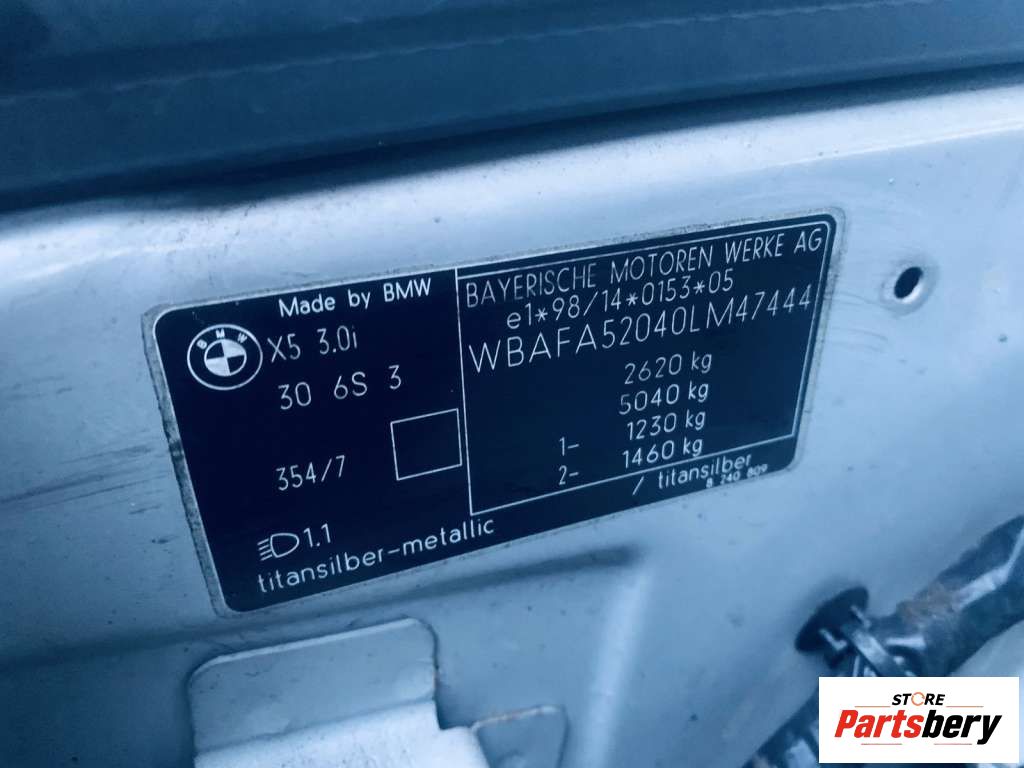 Made by BMW
BMW
X5 3.0i
30 6S 3
354/7
1.1
titansilber-metallic
BAYERISCHE MOTOREN WERKE AG
e1*98/14*0153*05
WBAFA52040LM47444
2620 kg
5040 kg
1- 1230 kg
2- 1460 kg
/ titansilber
8 240 809
STORE
Partsbery